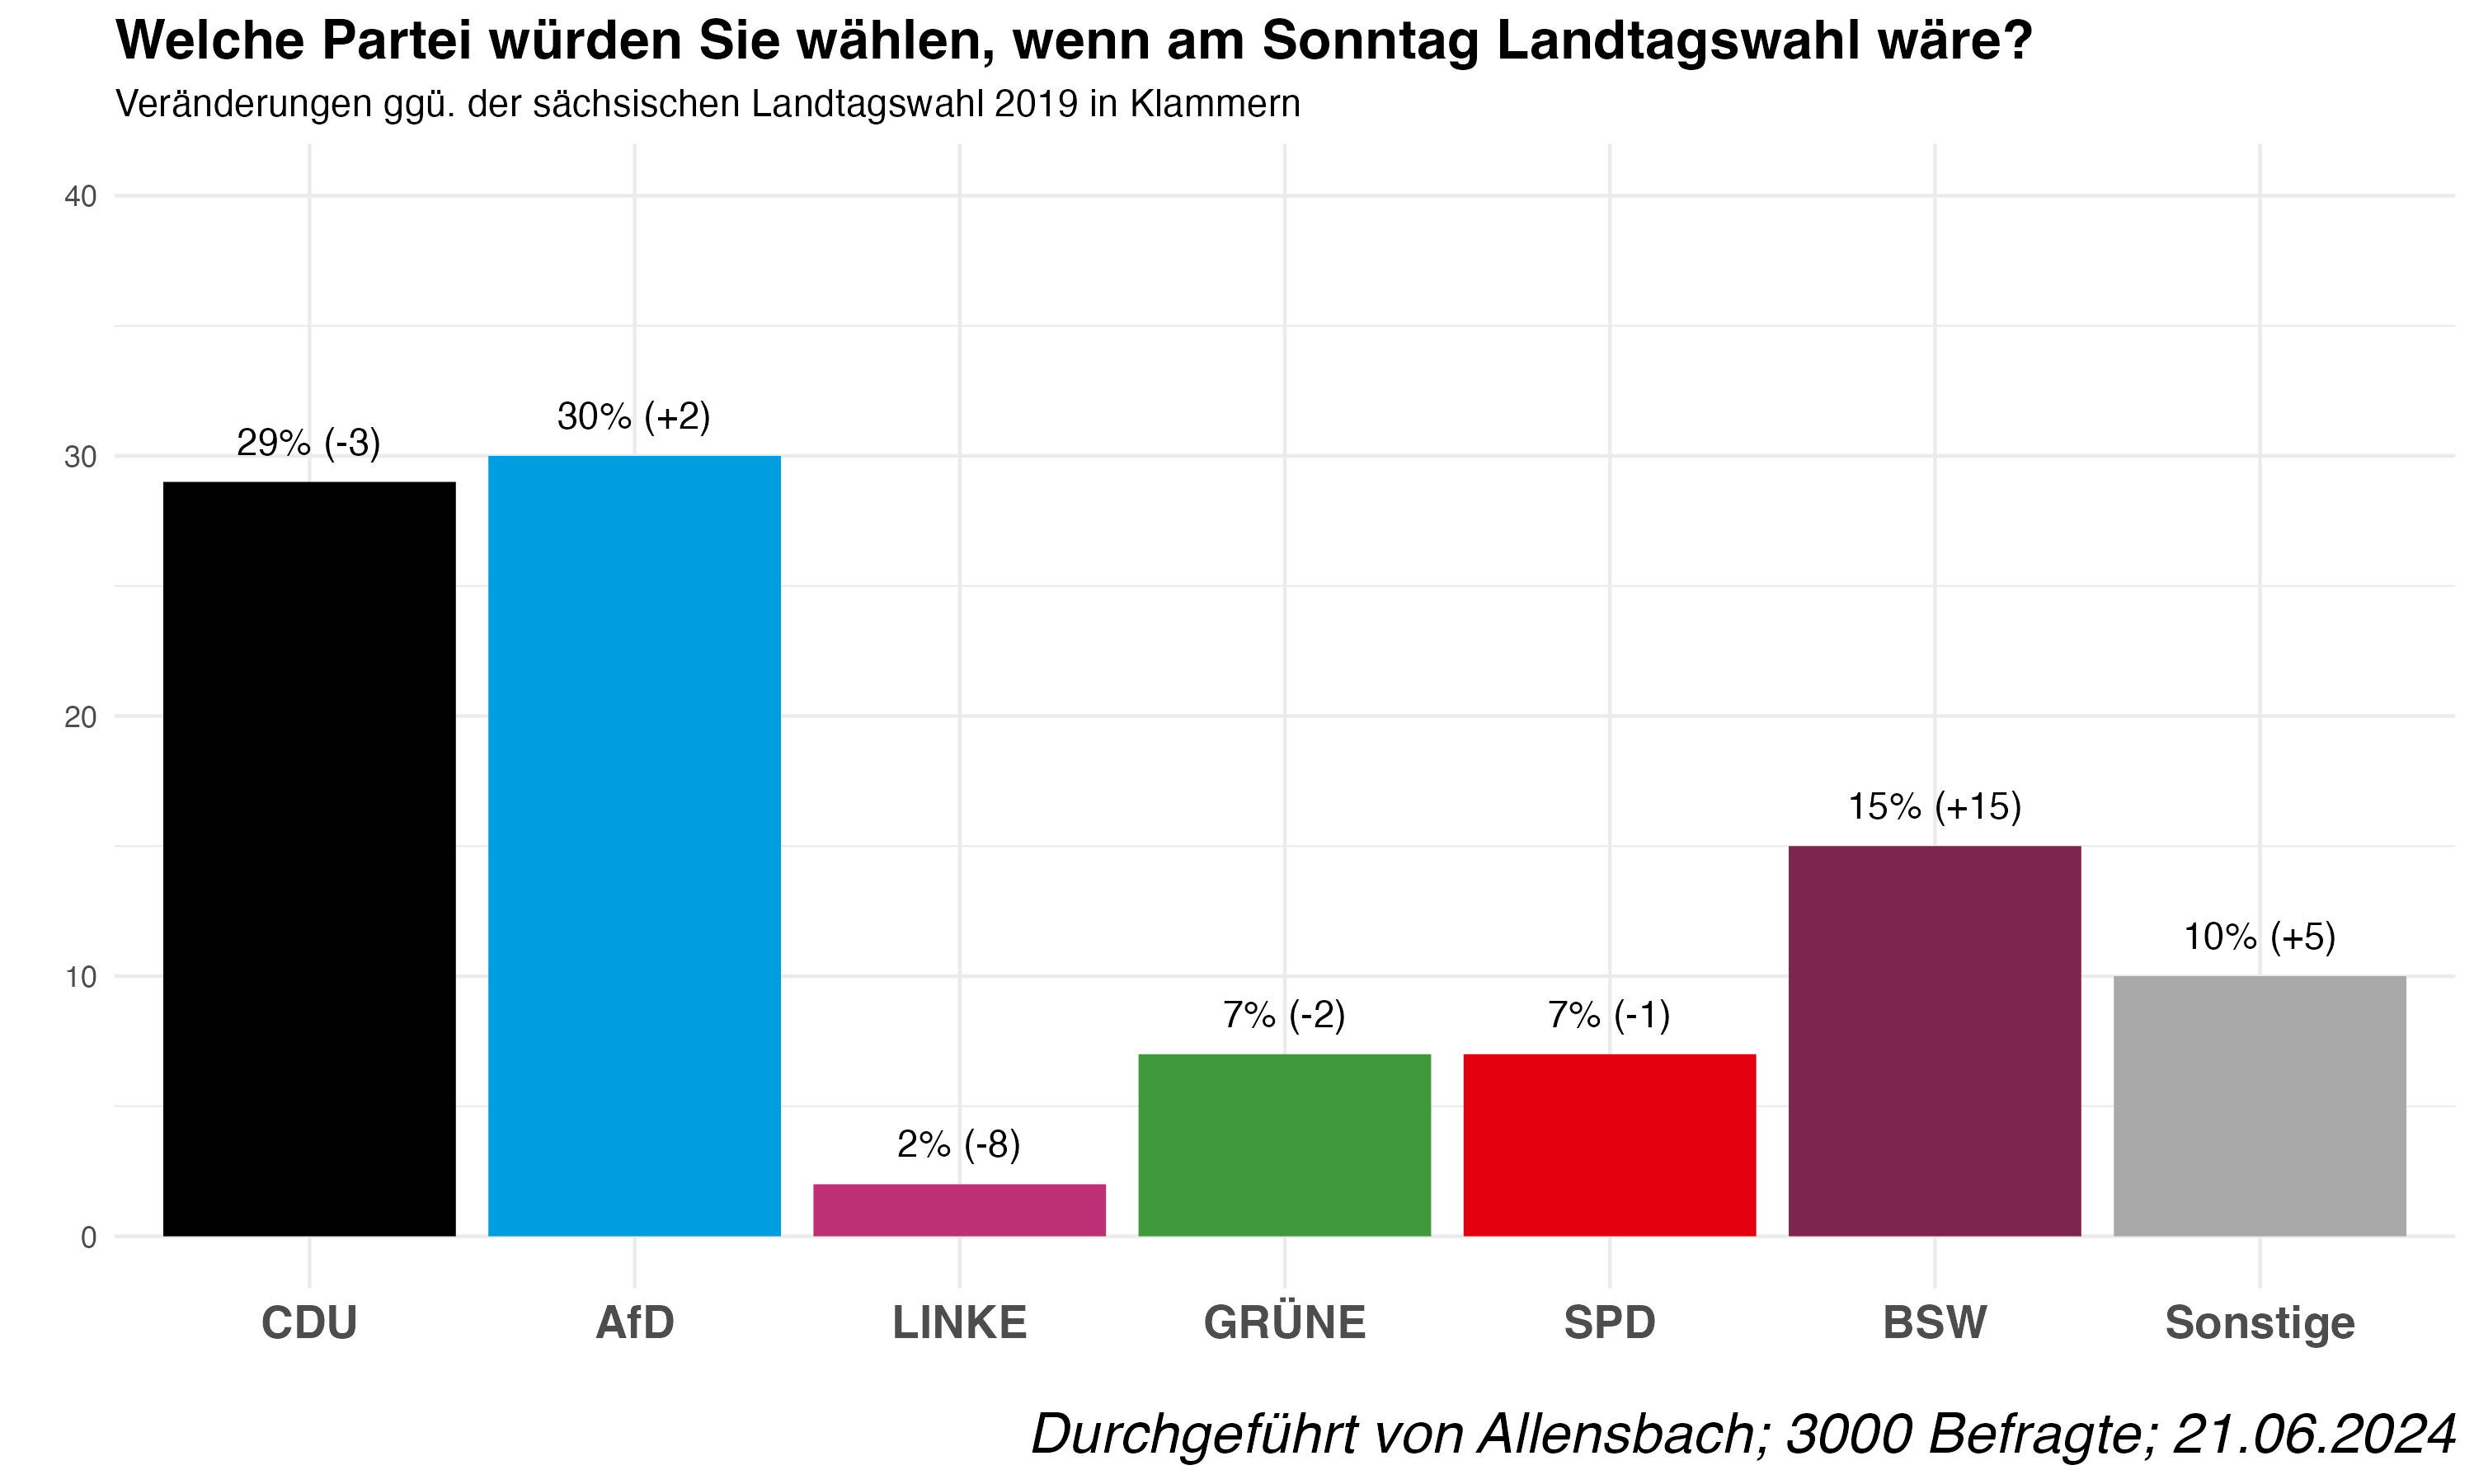 Welche Partei würden Sie wählen, wenn am Sonntag Landtagswahl wäre?
Veränderungen ggü. der sächsischen Landtagswahl 2019 in Klammern
40
30
20
10
0
29% (-3)
30% (+2)
2% (-8)
7% (-2)
7% (-1)
15% (+15)
10% (+5)
CDU
AfD
LINKE
GRÜNE
SPD
BSW
Sonstige
Durchgeführt von Allensbach; 3000 Befragte; 21.06.2024